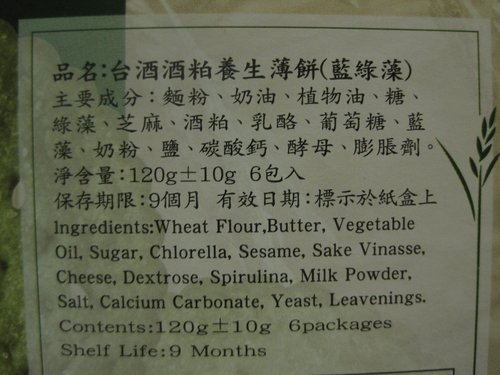 品名:台酒酒粕養生薄餅(藍綠藻)
主要成分：麵粉、奶油、植物油、糖、
綠藻、芝麻、酒粕、乳酪、葡萄糖、藍
藻、奶粉、鹽、碳酸鈣、酵母、膨脹劑。
淨含量:120g±10g 6包入
保存期限:9個月 有效日期:標示於紙盒上
Ingredients:Wheat Flour,Butter, Vegetable
Oil, Sugar, Chlorella, Sesame, Sake Vinasse,
Cheese, Dextrose, Spirulina, Milk Powder,
Salt, Calcium Carbonate, Yeast, Leavenings.
Contents:120g±10g 6packages
Shelf Life:9 Months